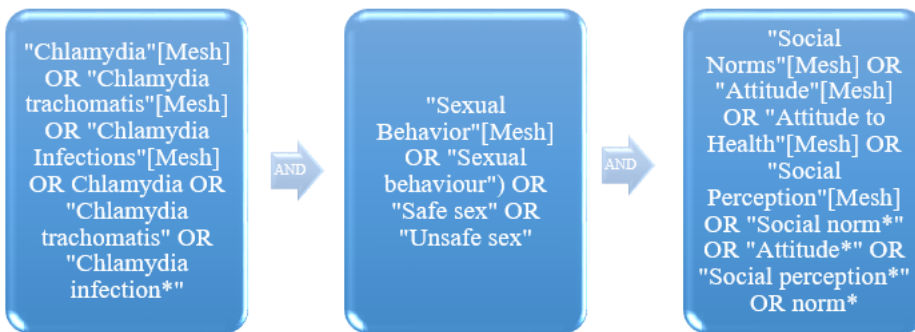 "Chlamydia"[Mesh]
OR "Chlamydia
trachomatis"[Mesh]
OR "Chlamydia
Infections"[Mesh]
OR Chlamydia OR
"Chlamydia
trachomatis" OR
"Chlamydia
infection*"
AND
"Sexual
Behavior"[Mesh]
OR "Sexual
behaviour") OR
"Safe sex" OR
"Unsafe sex"
AND
"Social
Norms"[Mesh] OR
"Attitude"[Mesh]
OR "Attitude to
Health"[Mesh] OR
"Social
Perception"[Mesh]
OR "Social norm*"
OR "Attitude*" OR
"Social perception*"
OR norm*